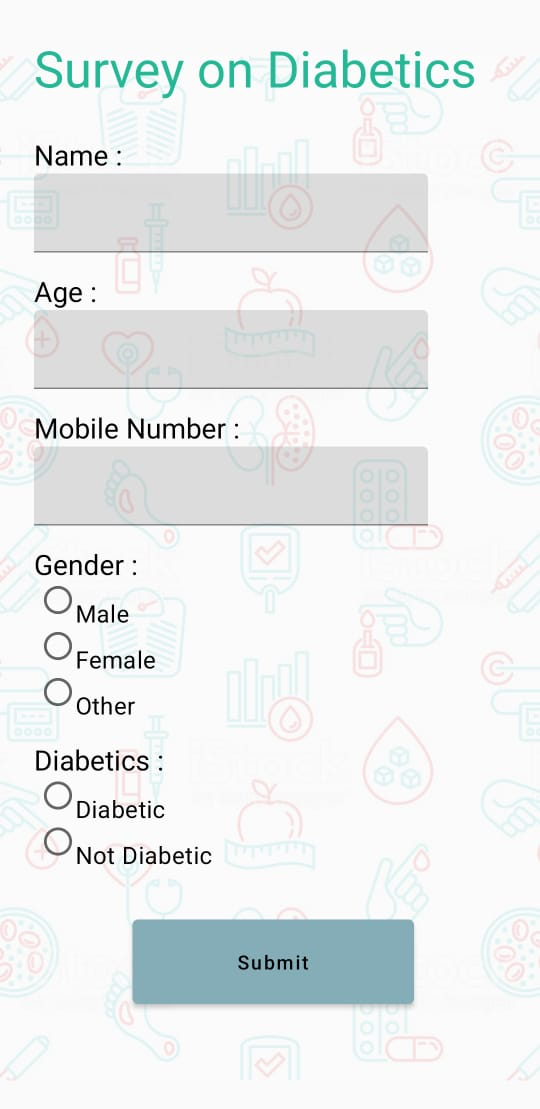 Survey on Diabetics
Name :
Age :
Mobile Number :
Gender :
Male
Female
Other
Diabetics :
Diabetic
Not Diabetic
Submit